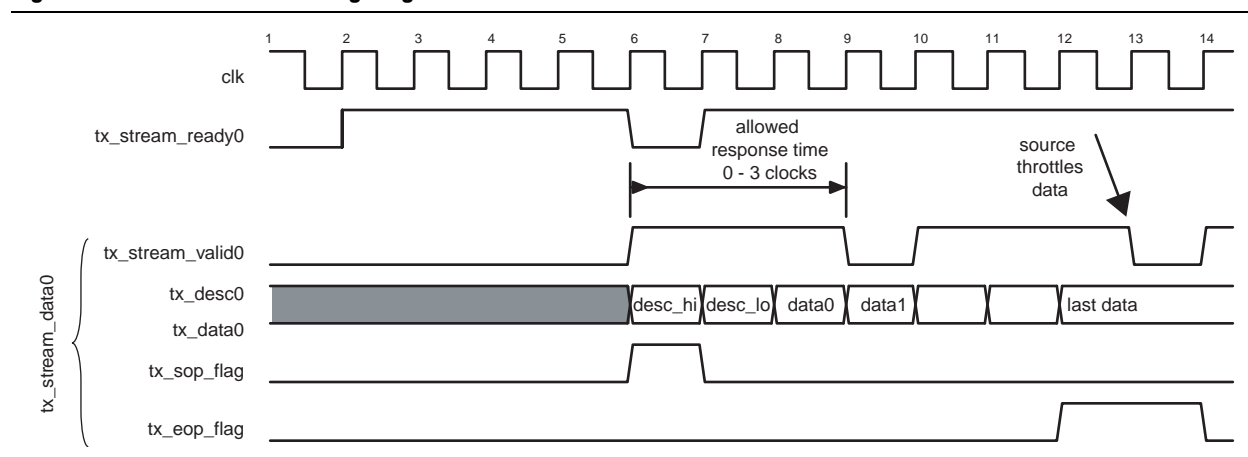 1 2 3 4 5 6 7 8 9 10 11 12 13 14
clk
tx_stream_ready0
allowed
response time
0 - 3 clocks
source
throttles
data
tx_stream_valid0
tx_desc0
desc_hi desc_lo data0 data1 last data
tx_data0
tx_sop_flag
tx_eop_flag
tx_stream_data0